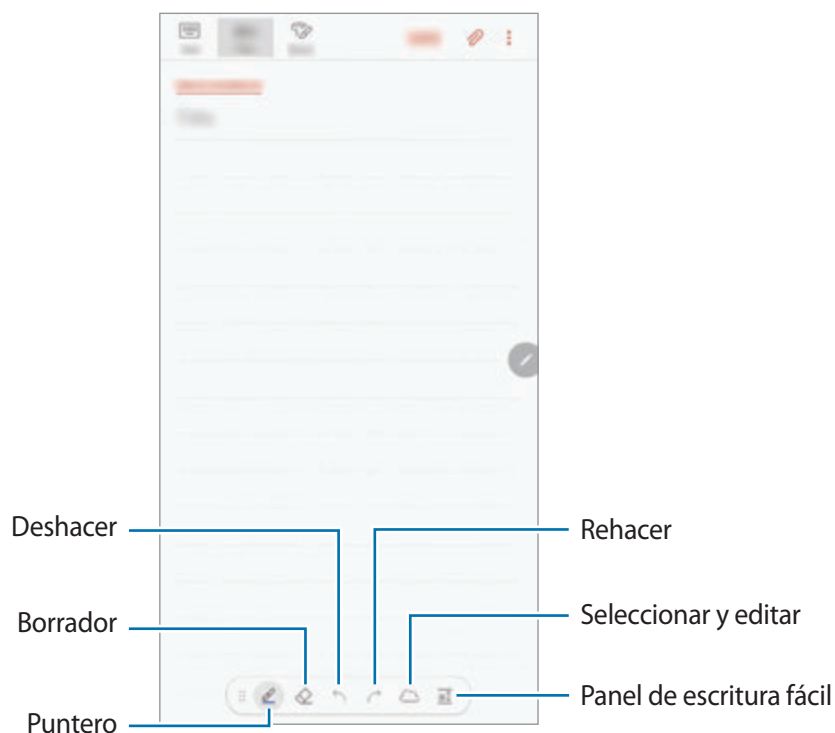 Deshacer
Rehacer
Borrador
Seleccionar y editar
Panel de escritura fácil
Puntero